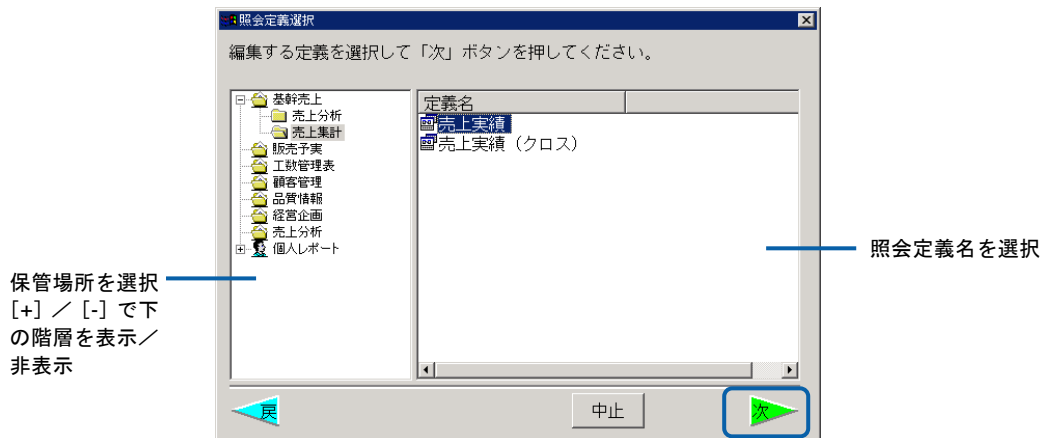 照会定義選択
編集する定義を選択して「次」ボタンを押してください。
基幹売上
売上分析
売上集計
販売予実
工数管理表
顧客管理
品質情報
経営企画
売上分析
個人レポート
定義名
売上実績
売上実績（クロス）
保管場所を選択
［+］／［-］で下
の階層を表示／
非表示
照会定義名を選択
戻
中止
次